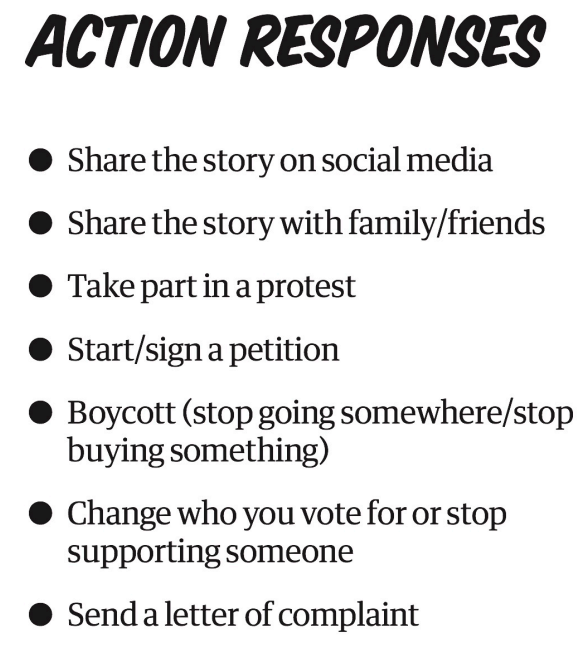 ACTION RESPONSES
● Share the story on social media
● Share the story with family/friends
● Take part in a protest
● Start/sign a petition
● Boycott (stop going somewhere/stop
buying something)
● Change who you vote for or stop
supporting someone
● Send a letter of complaint